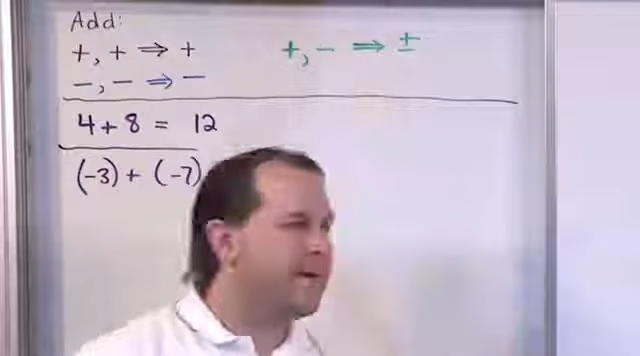 Add:
+, + ⇒ +
+, - ⇒ ±
-, - ⇒ -
4 + 8 = 12
(-3) + (-7)